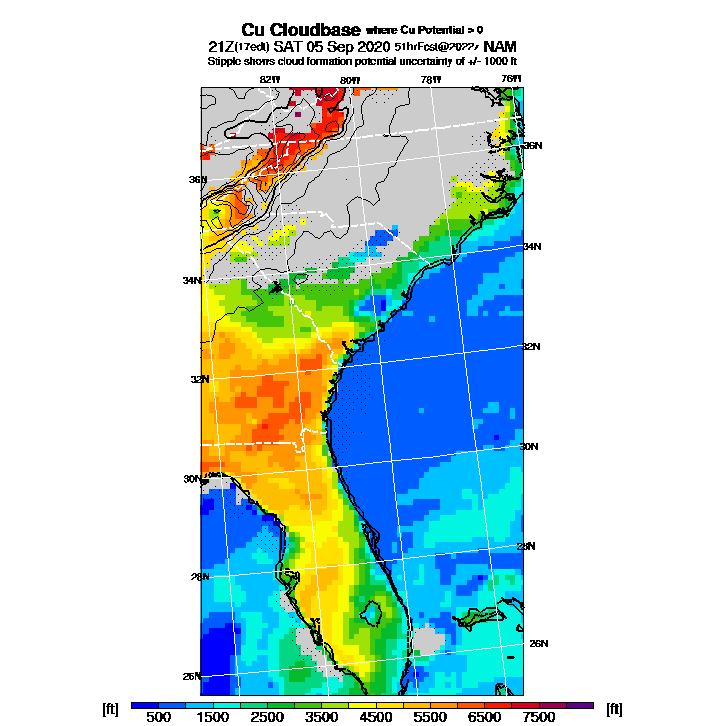 Cu Cloudbase where Cu Potential > 0
21Z(17edt) SAT 05 Sep 2020 51hrFcst@2022z NAM
Stipple shows cloud formation potential uncertainty of +/- 1000 ft
82W 80W 78W 76W
36N
36N
34N
34N
32N
32N
30N
30N
28N
28N
26N
26N
[ft] 500 1500 2500 3500 4500 5500 6500 7500 [ft]